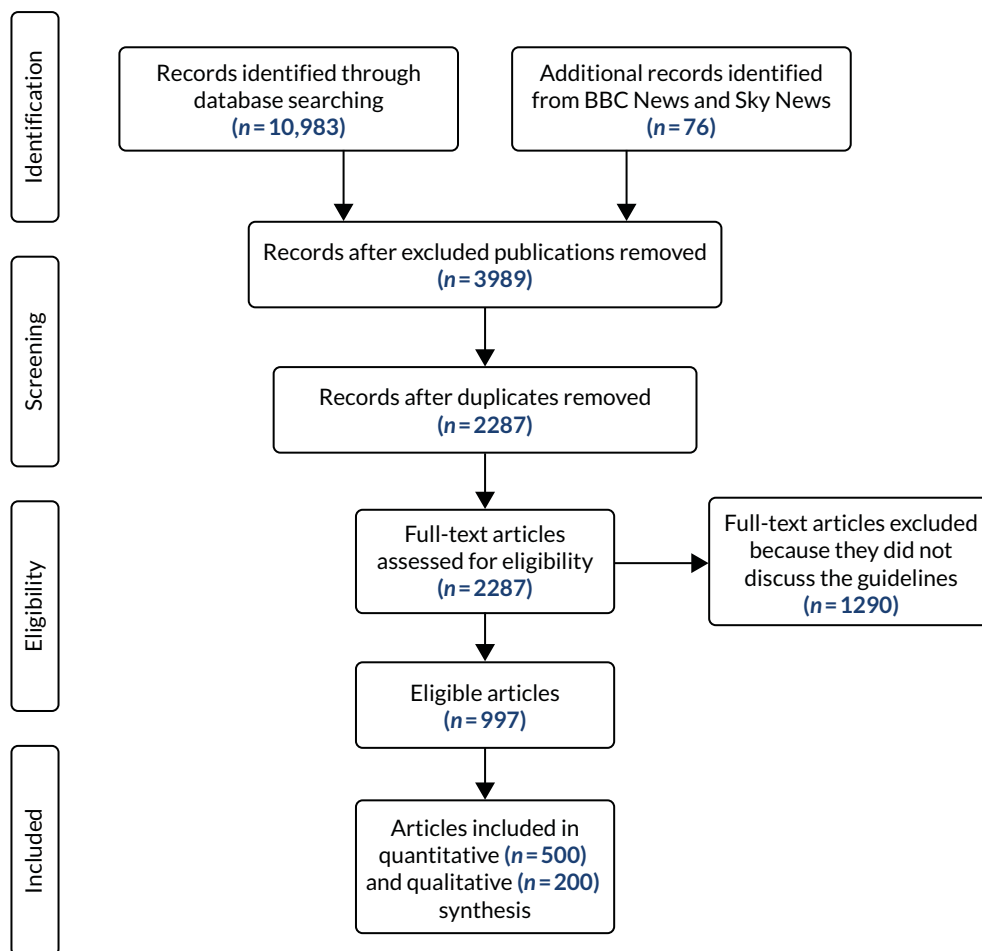 Identification
Records identified through
database searching
(n = 10,983)
Additional records identified
from BBC News and Sky News
(n = 76)
Records after excluded publications removed
(n = 3989)
Screening
Records after duplicates removed
(n = 2287)
Eligibility
Full-text articles
assessed for eligibility
(n = 2287)
Full-text articles excluded
because they did not
discuss the guidelines
(n = 1290)
Eligible articles
(n = 997)
Included
Articles included in
quantitative (n = 500)
and qualitative (n = 200)
synthesis